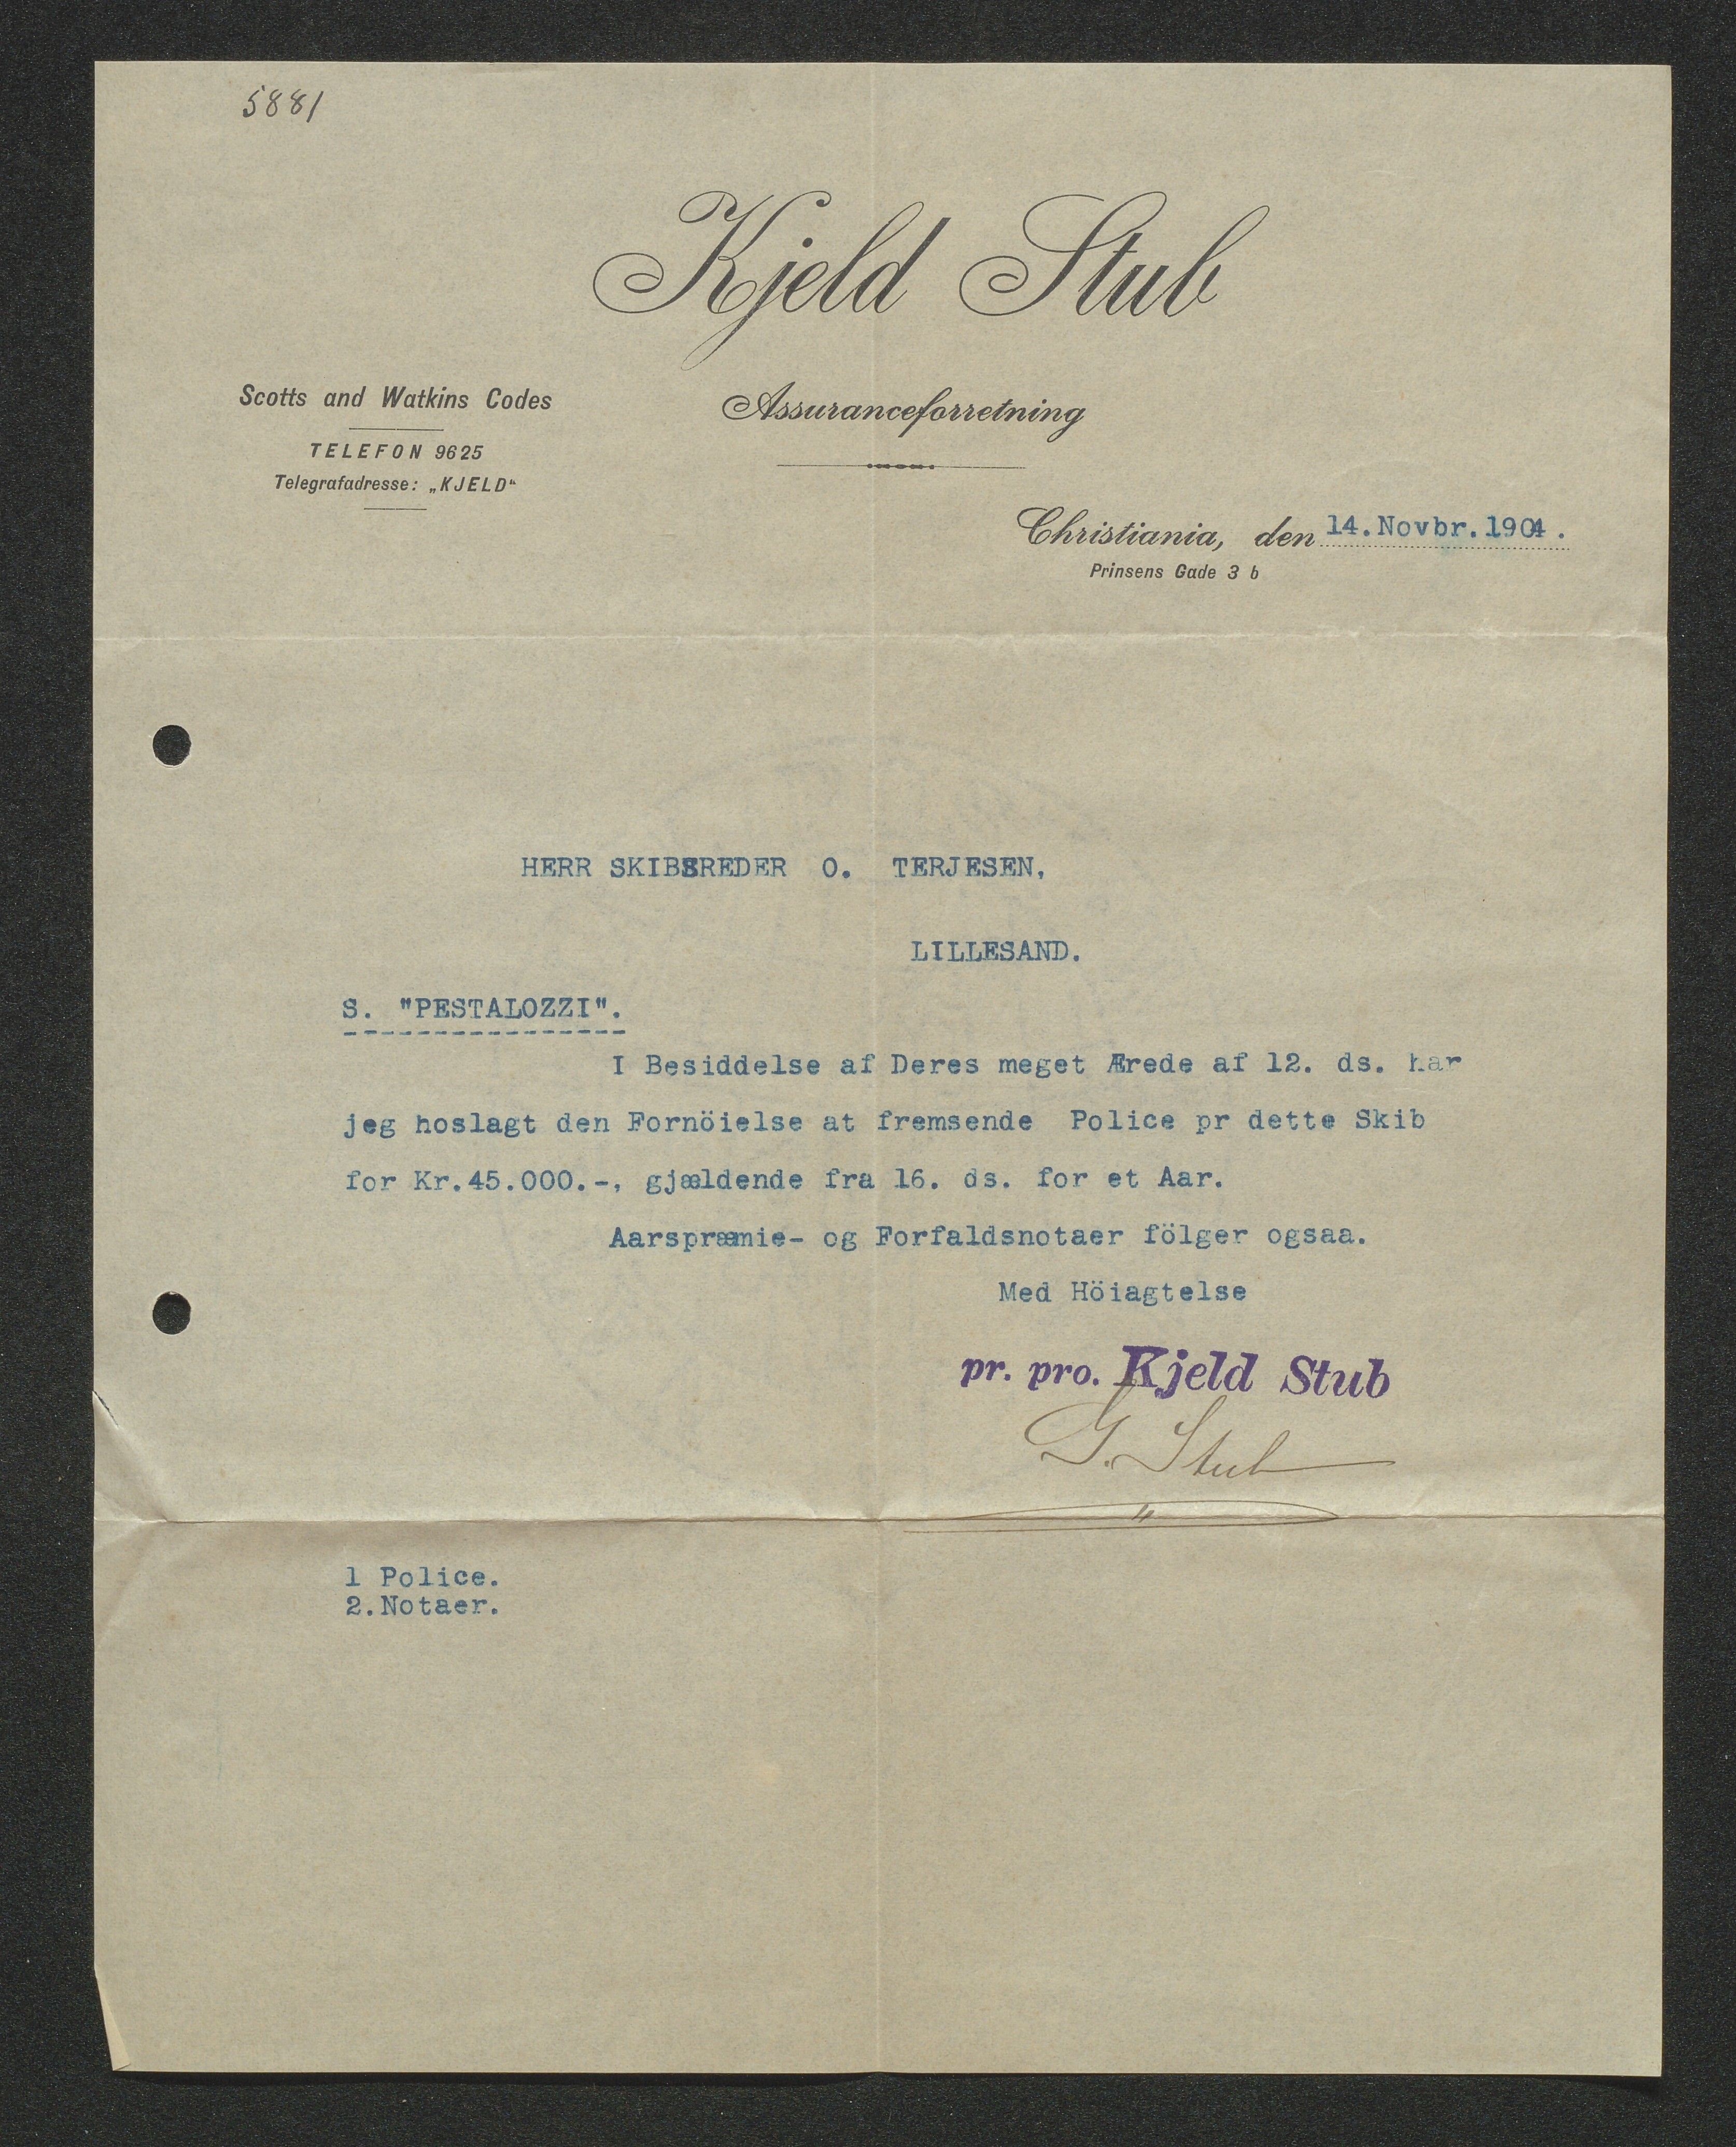 5881
Kjeld Stub
Scotts and Watkins Codes
Assuranceforretning
TELEFON 9625
Telegrafadresse: „KJELD"
Christiania, den 14.Novbr.1904.
Prinsens Gade 3 b
HERR SKIBSREDER O. TERJESEN,
LILLESAND.
S. "PESTALOZZI".
I Besiddelse af Deres meget Ærede af 12. ds. har
jeg hoslagt den Fornöielse at fremsende Police pr dette Skib
for Kr.45.000.-, gjældende fra 16. ds. for et Aar.
Aarspræmie- og Forfaldsnotaer fölger ogsaa.
Med Höiagtelse
pr. pro. Kjeld Stub
G. Stub
1 Police.
2.Notaer.